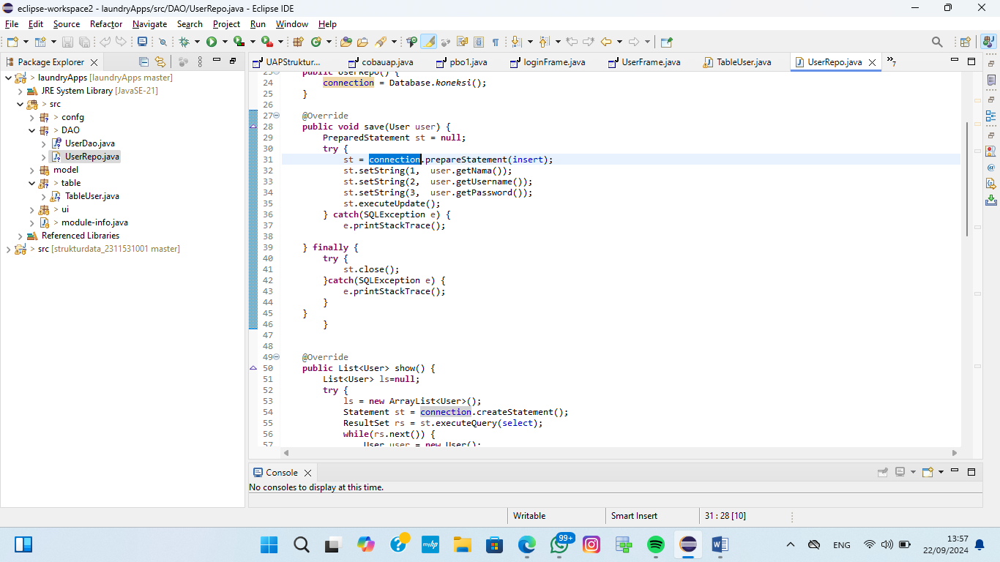 eclipse-workspace2 - laundryApps/src/DAO/UserRepo.java - Eclipse IDE
File Edit Source Refactor Navigate Search Project Run Window Help
Package Explorer
UAPStruktur... cobauap.java pbo1.java loginFrame.java UserFrame.java TableUser.java UserRepo.java »7
> laundryApps [laundryApps master]
JRE System Library [JavaSE-21]
> src
> confg
> DAO
UserDao.java
UserRepo.java
model
> table
TableUser.java
> ui
> module-info.java
Referenced Libraries
> src [strukturdata_2311531001 master]
23 public UserRepo() {
24 connection = Database.koneksi();
25 }
26
27 @Override
28 public void save(User user) {
29 PreparedStatement st = null;
30 try {
31 st = connection.prepareStatement(insert);
32 st.setString(1,  user.getNama());
33 st.setString(2,  user.getUsername());
34 st.setString(3,  user.getPassword());
35 st.executeUpdate();
36 } catch(SQLException e) {
37 e.printStackTrace();
38
39 } finally {
40 try {
41 st.close();
42 }catch(SQLException e) {
43 e.printStackTrace();
44 }
45 }
46 }
47
48
49 @Override
50 public List<User> show() {
51 List<User> ls=null;
52 try {
53 ls = new ArrayList<User>();
54 Statement st = connection.createStatement();
55 ResultSet rs = st.executeQuery(select);
56 while(rs.next()) {
57 User user = new User();
Console
No consoles to display at this time.
Writable Smart Insert 31 : 28 [10]
myhp
99+
ENG
13:57
22/09/2024